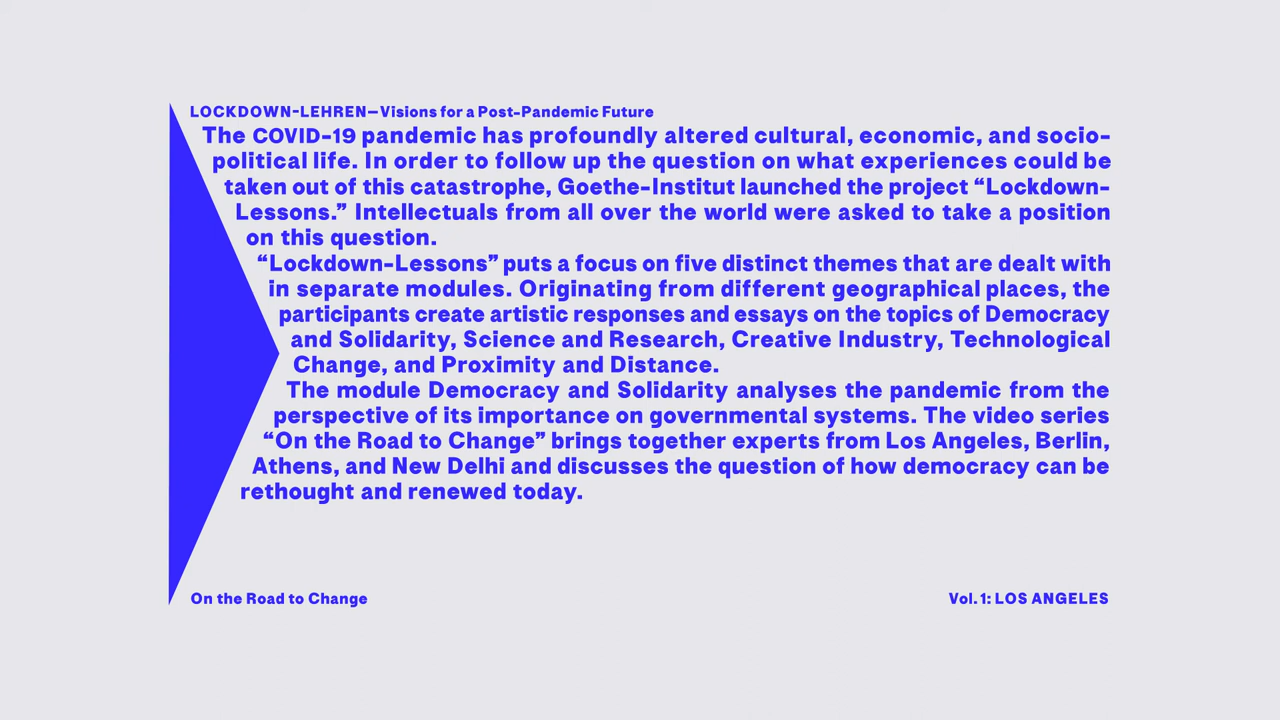 LOCKDOWN-LEHREN—Visions for a Post-Pandemic Future
The COVID-19 pandemic has profoundly altered cultural, economic, and socio-
political life. In order to follow up the question on what experiences could be
taken out of this catastrophe, Goethe-Institut launched the project “Lockdown-
Lessons.” Intellectuals from all over the world were asked to take a position
on this question.
“Lockdown-Lessons” puts a focus on five distinct themes that are dealt with
in separate modules. Originating from different geographical places, the
participants create artistic responses and essays on the topics of Democracy
and Solidarity, Science and Research, Creative Industry, Technological
Change, and Proximity and Distance.
The module Democracy and Solidarity analyses the pandemic from the
perspective of its importance on governmental systems. The video series
“On the Road to Change” brings together experts from Los Angeles, Berlin,
Athens, and New Delhi and discusses the question of how democracy can be
rethought and renewed today.
On the Road to Change
Vol. 1: LOS ANGELES